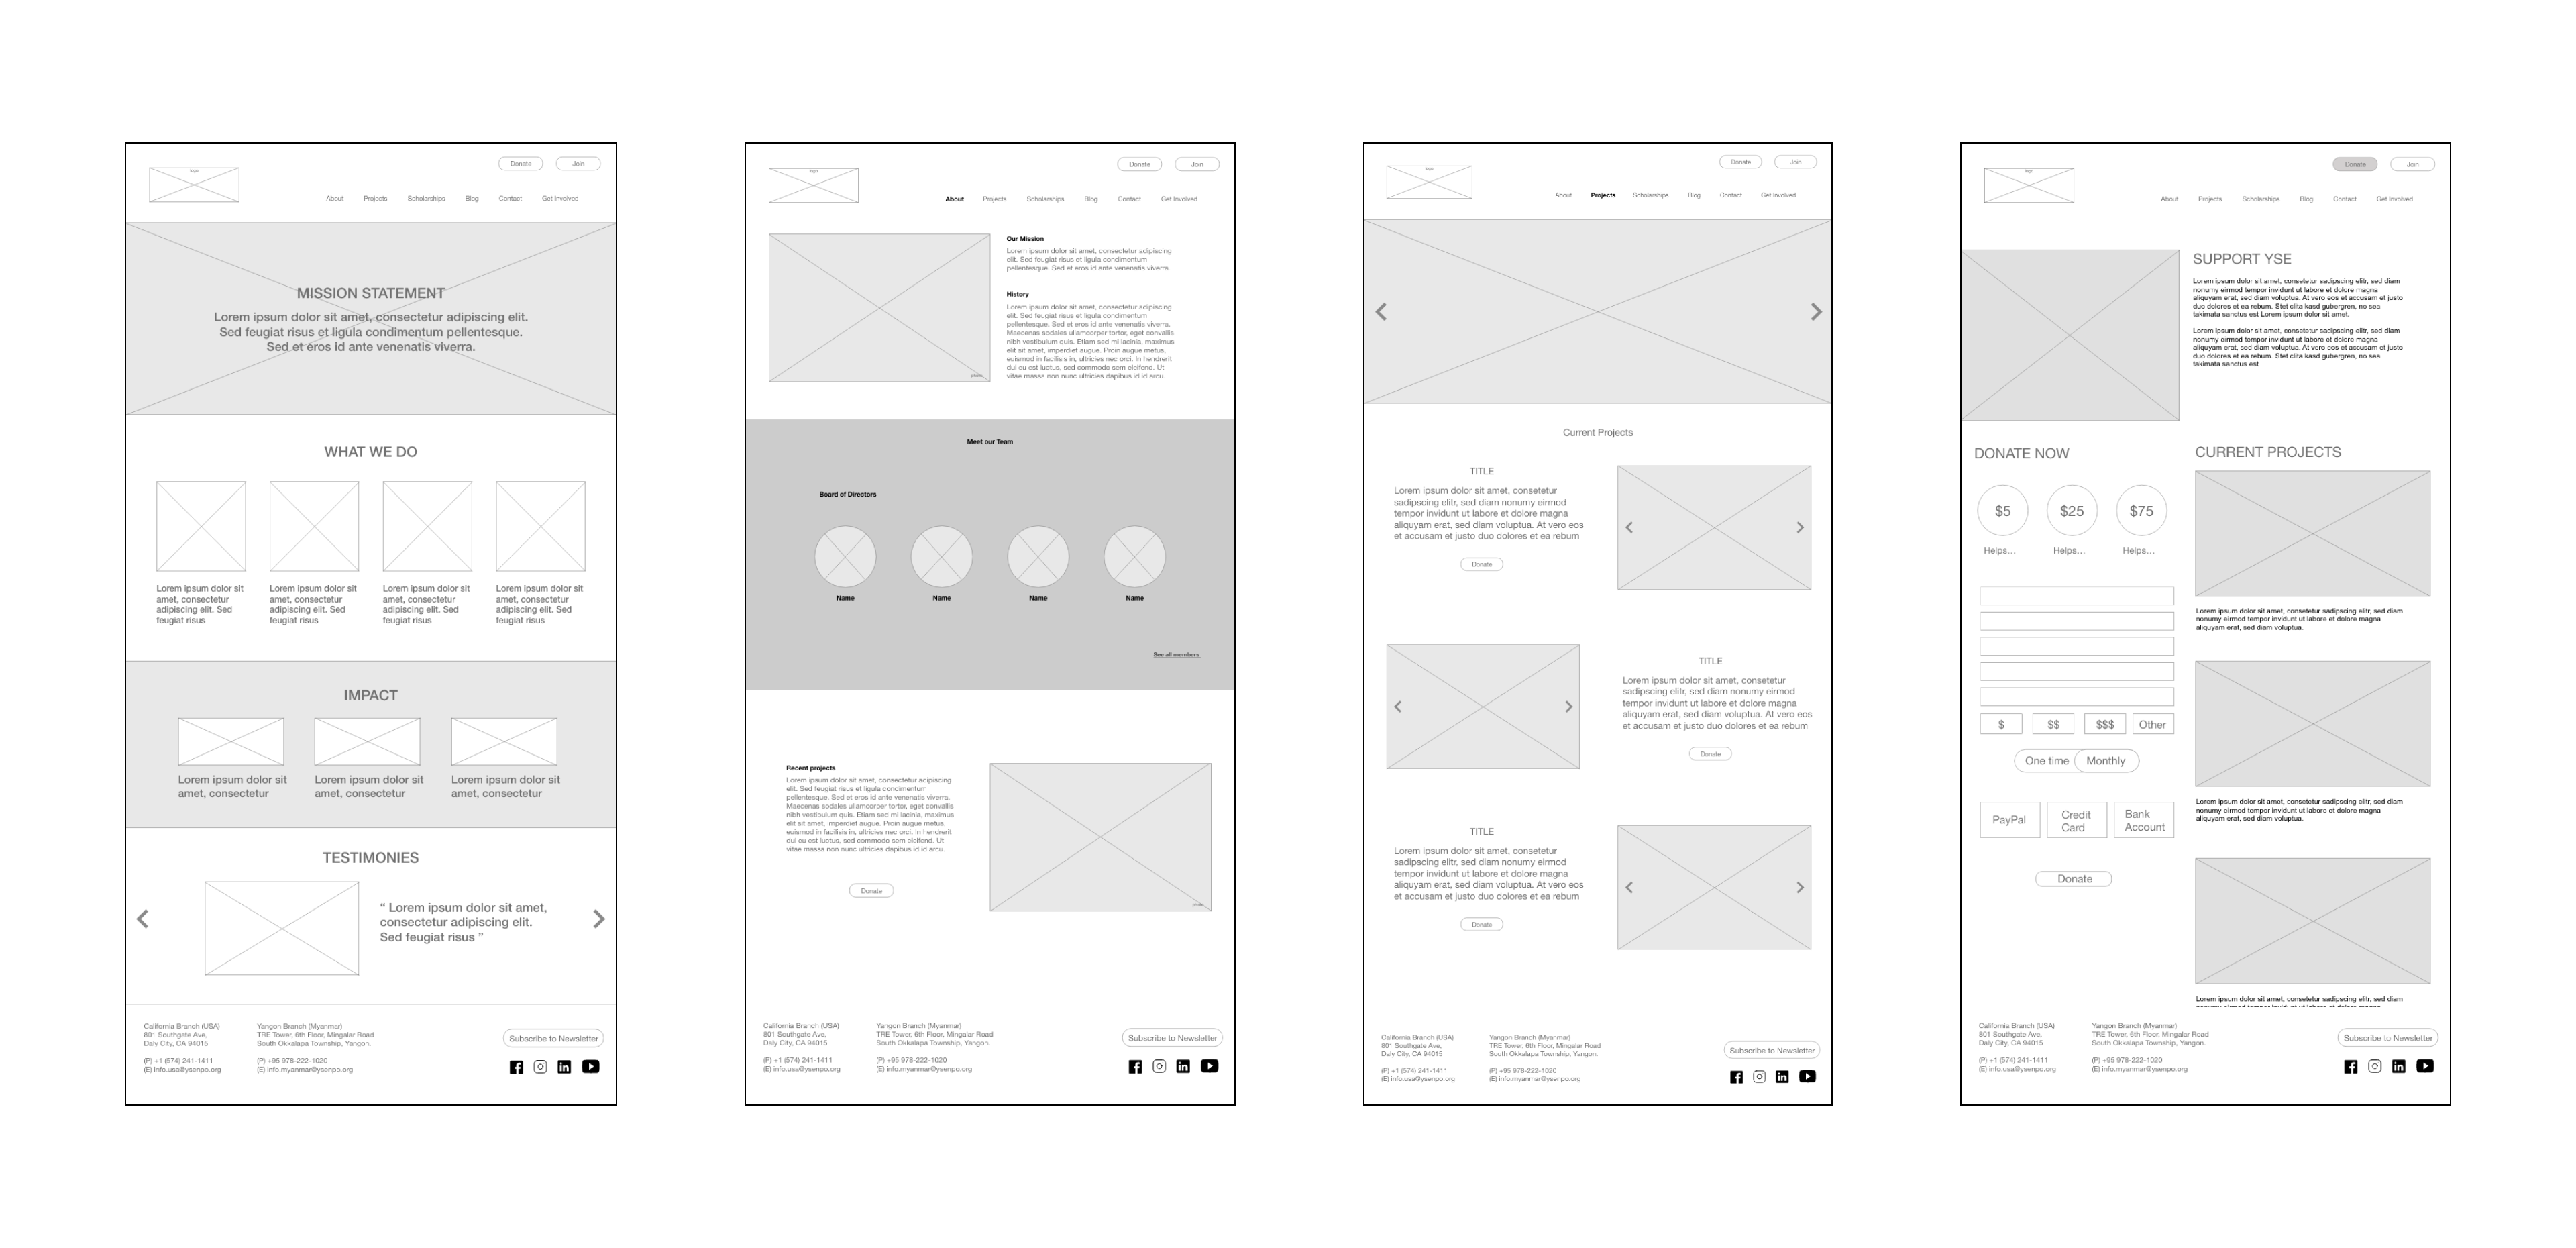 logo
Donate
Join
About
Projects
Scholarships
Blog
Contact
Get Involved
MISSION STATEMENT
Lorem ipsum dolor sit amet, consectetur adipiscing elit.
Sed feugiat risus et ligula condimentum pellentesque.
Sed et eros id ante venenatis viverra.
WHAT WE DO
Lorem ipsum dolor sit
amet, consectetur
adipiscing elit. Sed
feugiat risus
Lorem ipsum dolor sit
amet, consectetur
adipiscing elit. Sed
feugiat risus
Lorem ipsum dolor sit
amet, consectetur
adipiscing elit. Sed
feugiat risus
Lorem ipsum dolor sit
amet, consectetur
adipiscing elit. Sed
feugiat risus
IMPACT
Lorem ipsum dolor sit
amet, consectetur
Lorem ipsum dolor sit
amet, consectetur
Lorem ipsum dolor sit
amet, consectetur
TESTIMONIES
“ Lorem ipsum dolor sit amet,
consectetur adipiscing elit.
Sed feugiat risus ”
California Branch (USA)
801 Southgate Ave,
Daly City, CA 94015
(P) +1 (574) 241-1411
(E) info.usa@ysenpo.org
Yangon Branch (Myanmar)
TRE Tower, 6th Floor, Mingalar Road
South Okkalapa Township, Yangon.
(P) +95 978-222-1020
(E) info.myanmar@ysenpo.org
Subscribe to Newsletter
logo
Donate
Join
About
Projects
Scholarships
Blog
Contact
Get Involved
photo
Our Mission
Lorem ipsum dolor sit amet, consectetur adipiscing
elit. Sed feugiat risus et ligula condimentum
pellentesque. Sed et eros id ante venenatis viverra.
History
Lorem ipsum dolor sit amet, consectetur adipiscing
elit. Sed feugiat risus et ligula condimentum
pellentesque. Sed et eros id ante venenatis viverra.
Maecenas sodales ullamcorper tortor, eget convallis
nibh vestibulum quis. Etiam sed mi lacinia, maximus
elit sit amet, imperdiet augue. Proin augue metus,
euismod in facilisis in, ultricies nec orci. In hendrerit
dui eu est luctus, sed commodo sem eleifend. Ut
vitae massa non nunc ultricies dapibus id id arcu.
Meet our Team
Board of Directors
Name
Name
Name
Name
See all members
Recent projects
Lorem ipsum dolor sit amet, consectetur adipiscing
elit. Sed feugiat risus et ligula condimentum
pellentesque. Sed et eros id ante venenatis viverra.
Maecenas sodales ullamcorper tortor, eget convallis
nibh vestibulum quis. Etiam sed mi lacinia, maximus
elit sit amet, imperdiet augue. Proin augue metus,
euismod in facilisis in, ultricies nec orci. In hendrerit
dui eu est luctus, sed commodo sem eleifend. Ut
vitae massa non nunc ultricies dapibus id id arcu.
Donate
photo
California Branch (USA)
801 Southgate Ave,
Daly City, CA 94015
(P) +1 (574) 241-1411
(E) info.usa@ysenpo.org
Yangon Branch (Myanmar)
TRE Tower, 6th Floor, Mingalar Road
South Okkalapa Township, Yangon.
(P) +95 978-222-1020
(E) info.myanmar@ysenpo.org
Subscribe to Newsletter
logo
Donate
Join
About
Projects
Scholarships
Blog
Contact
Get Involved
Current Projects
TITLE
Lorem ipsum dolor sit amet, consetetur
sadipscing elitr, sed diam nonumy eirmod
tempor invidunt ut labore et dolore magna
aliquyam erat, sed diam voluptua. At vero eos
et accusam et justo duo dolores et ea rebum
Donate
TITLE
Lorem ipsum dolor sit amet, consetetur
sadipscing elitr, sed diam nonumy eirmod
tempor invidunt ut labore et dolore magna
aliquyam erat, sed diam voluptua. At vero eos
et accusam et justo duo dolores et ea rebum
Donate
TITLE
Lorem ipsum dolor sit amet, consetetur
sadipscing elitr, sed diam nonumy eirmod
tempor invidunt ut labore et dolore magna
aliquyam erat, sed diam voluptua. At vero eos
et accusam et justo duo dolores et ea rebum
Donate
California Branch (USA)
801 Southgate Ave,
Daly City, CA 94015
(P) +1 (574) 241-1411
(E) info.usa@ysenpo.org
Yangon Branch (Myanmar)
TRE Tower, 6th Floor, Mingalar Road
South Okkalapa Township, Yangon.
(P) +95 978-222-1020
(E) info.myanmar@ysenpo.org
Subscribe to Newsletter
logo
Donate
Join
About
Projects
Scholarships
Blog
Contact
Get Involved
SUPPORT YSE
Lorem ipsum dolor sit amet, consetetur sadipscing elitr, sed diam
nonumy eirmod tempor invidunt ut labore et dolore magna
aliquyam erat, sed diam voluptua. At vero eos et accusam et justo
duo dolores et ea rebum. Stet clita kasd gubergren, no sea
takimata sanctus est Lorem ipsum dolor sit amet.
Lorem ipsum dolor sit amet, consetetur sadipscing elitr, sed diam
nonumy eirmod tempor invidunt ut labore et dolore magna
aliquyam erat, sed diam voluptua. At vero eos et accusam et justo
duo dolores et ea rebum. Stet clita kasd gubergren, no sea
takimata sanctus est
DONATE NOW
$5
$25
$75
Helps...
Helps...
Helps...
$
$$
$$$
Other
One time
Monthly
PayPal
Credit
Card
Bank
Account
Donate
CURRENT PROJECTS
Lorem ipsum dolor sit amet, consetetur sadipscing elitr, sed diam
nonumy eirmod tempor invidunt ut labore et dolore magna
aliquyam erat, sed diam voluptua.
Lorem ipsum dolor sit amet, consetetur sadipscing elitr, sed diam
nonumy eirmod tempor invidunt ut labore et dolore magna
aliquyam erat, sed diam voluptua.
Lorem ipsum dolor sit amet, consetetur sadipscing elitr, sed diam
California Branch (USA)
801 Southgate Ave,
Daly City, CA 94015
(P) +1 (574) 241-1411
(E) info.usa@ysenpo.org
Yangon Branch (Myanmar)
TRE Tower, 6th Floor, Mingalar Road
South Okkalapa Township, Yangon.
(P) +95 978-222-1020
(E) info.myanmar@ysenpo.org
Subscribe to Newsletter